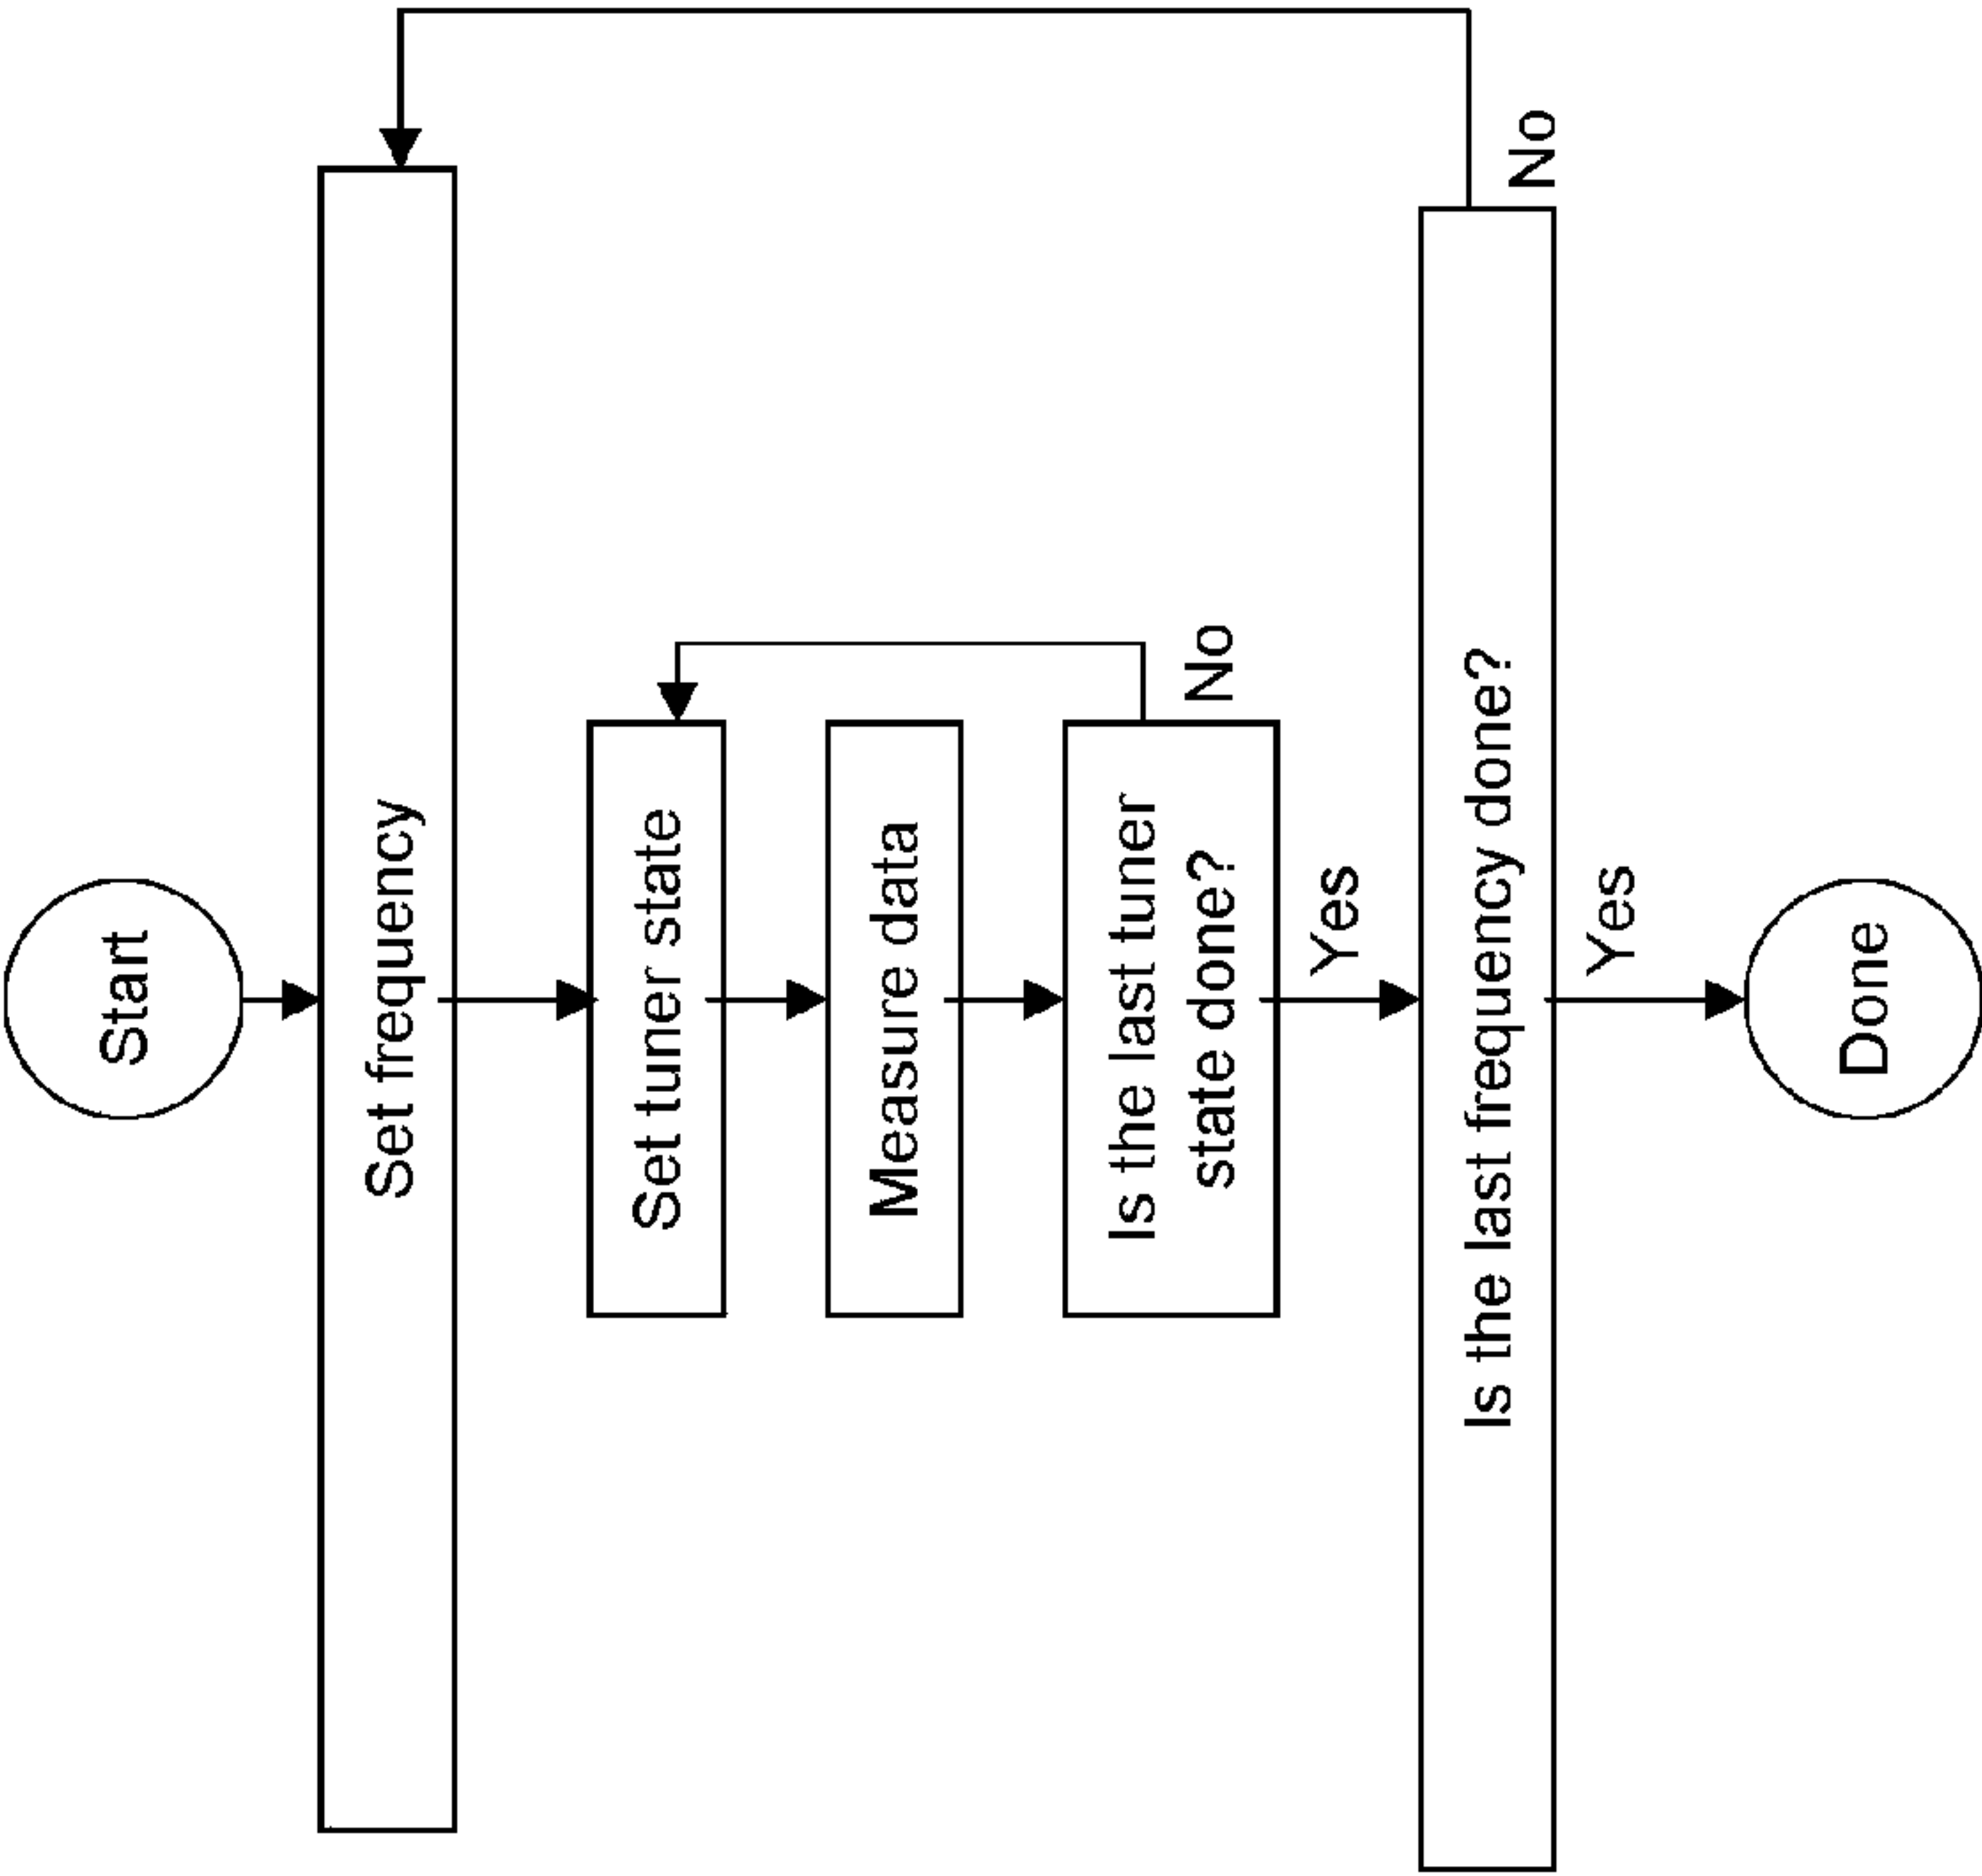 Start
Set frequency
Set tuner state
Measure data
Is the last tuner
state done?
No
Yes
Is the last frequency done?
No
Yes
Done